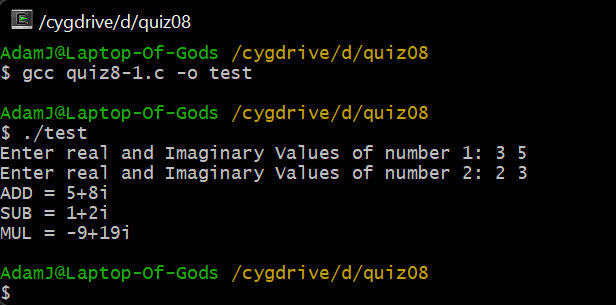 /cygdrive/d/quiz08
AdamJ@Laptop-Of-Gods /cygdrive/d/quiz08
$ gcc quiz8-1.c -o test
AdamJ@Laptop-Of-Gods /cygdrive/d/quiz08
$ ./test
Enter real and Imaginary Values of number 1: 3 5
Enter real and Imaginary Values of number 2: 2 3
ADD = 5+8i
SUB = 1+2i
MUL = -9+19i
AdamJ@Laptop-Of-Gods /cygdrive/d/quiz08
$